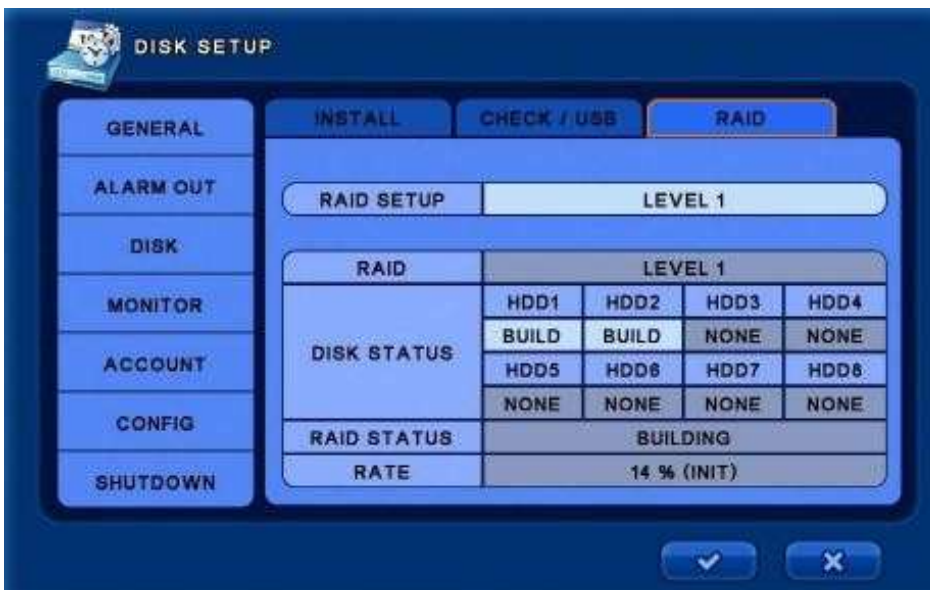 DISK SETUP
INSTALL CHECK / USB RAID
GENERAL
ALARM OUT
DISK
MONITOR
ACCOUNT
CONFIG
SHUTDOWN
RAID SETUP LEVEL 1
RAID LEVEL 1
DISK STATUS
HDD1 HDD2 HDD3 HDD4
BUILD BUILD NONE NONE
HDD5 HDD6 HDD7 HDD8
NONE NONE NONE NONE
RAID STATUS BUILDING
RATE 14 % (INIT)